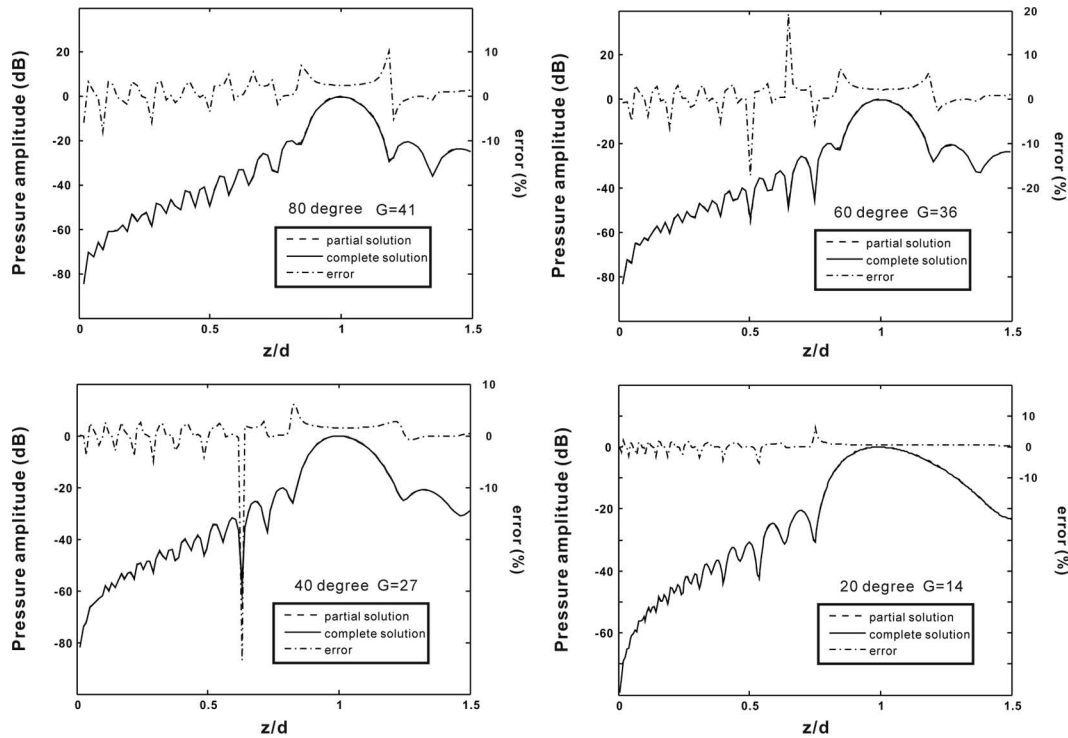 Pressure amplitude (dB)
20
0
-20
-40
-60
-80
10
0
-10
error (%)
80 degree G=41
partial solution
complete solution
error
0
0.5
1
1.5
z/d
Pressure amplitude (dB)
20
0
-20
-40
-60
-80
20
10
0
-10
-20
error (%)
60 degree G=36
partial solution
complete solution
error
0
0.5
1
1.5
z/d
Pressure amplitude (dB)
20
0
-20
-40
-60
-80
10
0
-10
error (%)
40 degree G=27
partial solution
complete solution
error
0
0.5
1
1.5
z/d
Pressure amplitude (dB)
20
0
-20
-40
-60
10
0
-10
error (%)
20 degree G=14
partial solution
complete solution
error
0
0.5
1
1.5
z/d